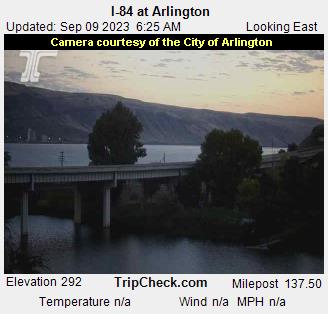 I-84 at Arlington
Updated: Sep 09 2023 6:25 AM Looking East
Camera courtesy of the City of Arlington
Elevation 292 TripCheck.com Milepost 137.50
Temperature n/a Wind n/a MPH n/a